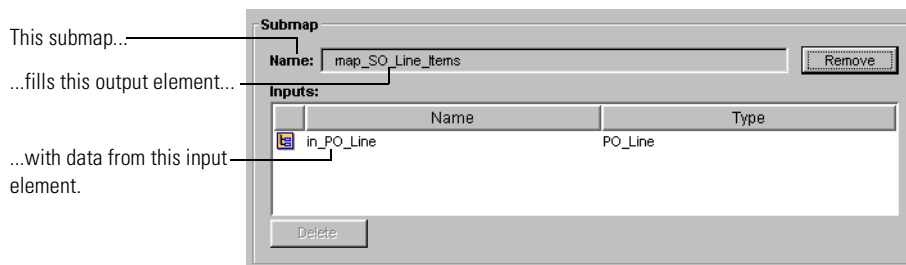 This submap...
...fills this output element...
...with data from this input
element.
Submap
Name: map_SO_Line_Items
Remove
Inputs:
Name Type
in_PO_Line PO_Line
Delete